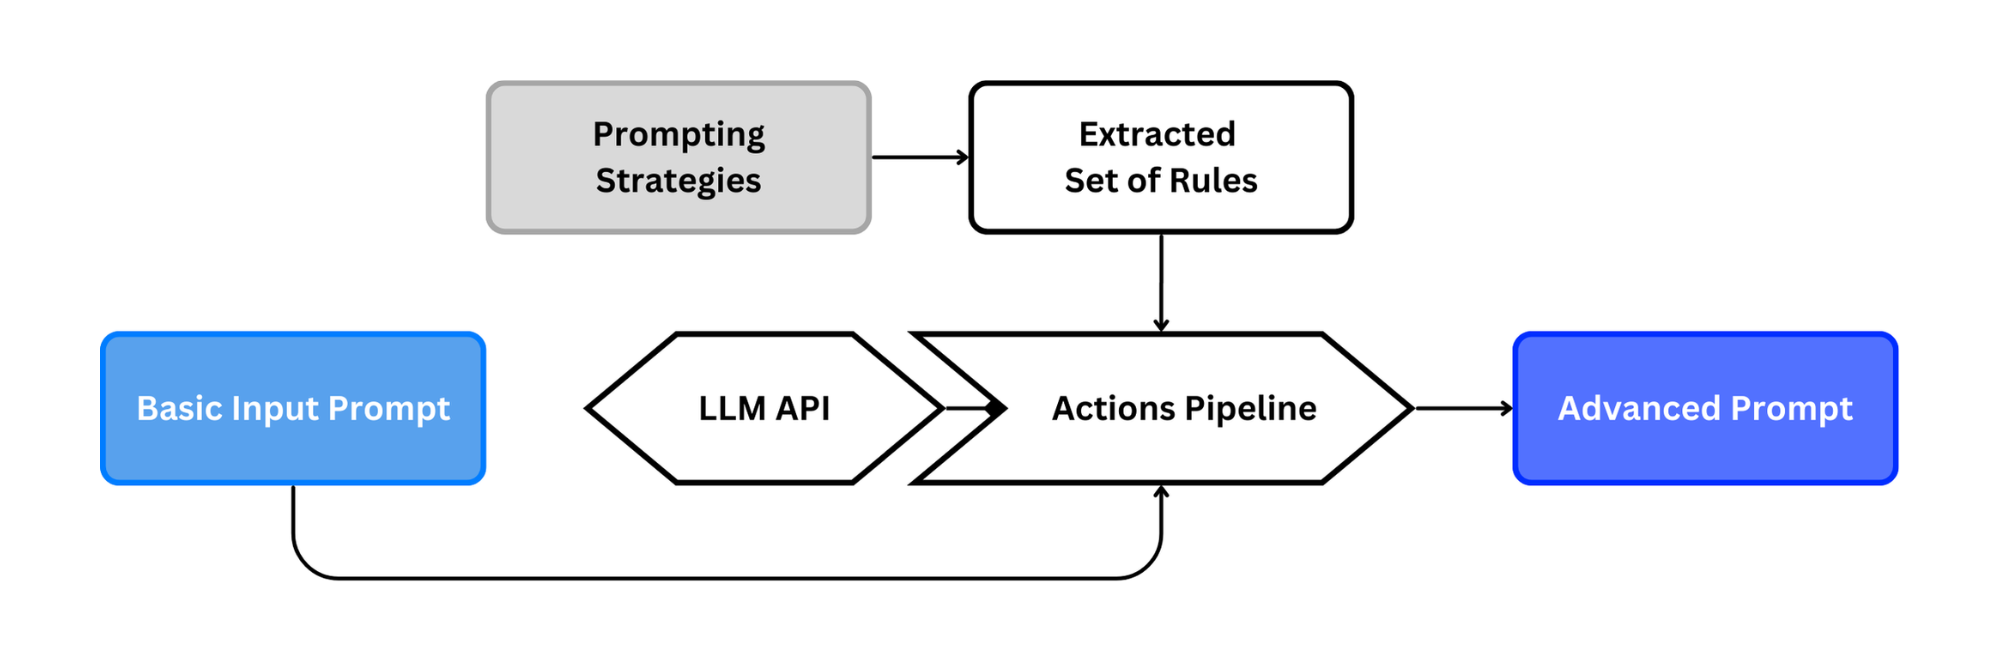 Prompting
Strategies
Extracted
Set of Rules
Basic Input Prompt
LLM API
Actions Pipeline
Advanced Prompt